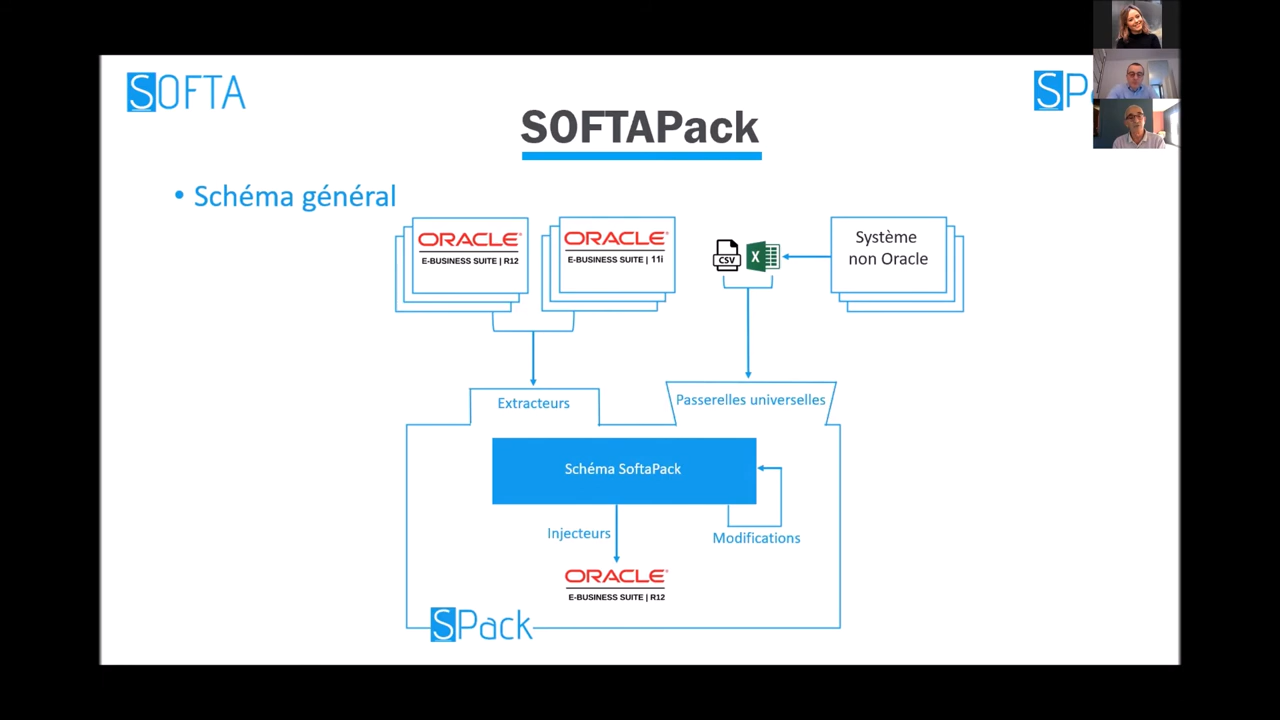 SOFTA
SP
SOFTAPack
• Schéma général
ORACLE®
E-BUSINESS SUITE | R12
ORACLE®
E-BUSINESS SUITE | 11i
CSV
X
Système
non Oracle
Extracteurs
Passerelles universelles
Schéma SoftaPack
Injecteurs
Modifications
ORACLE®
E-BUSINESS SUITE | R12
SPack